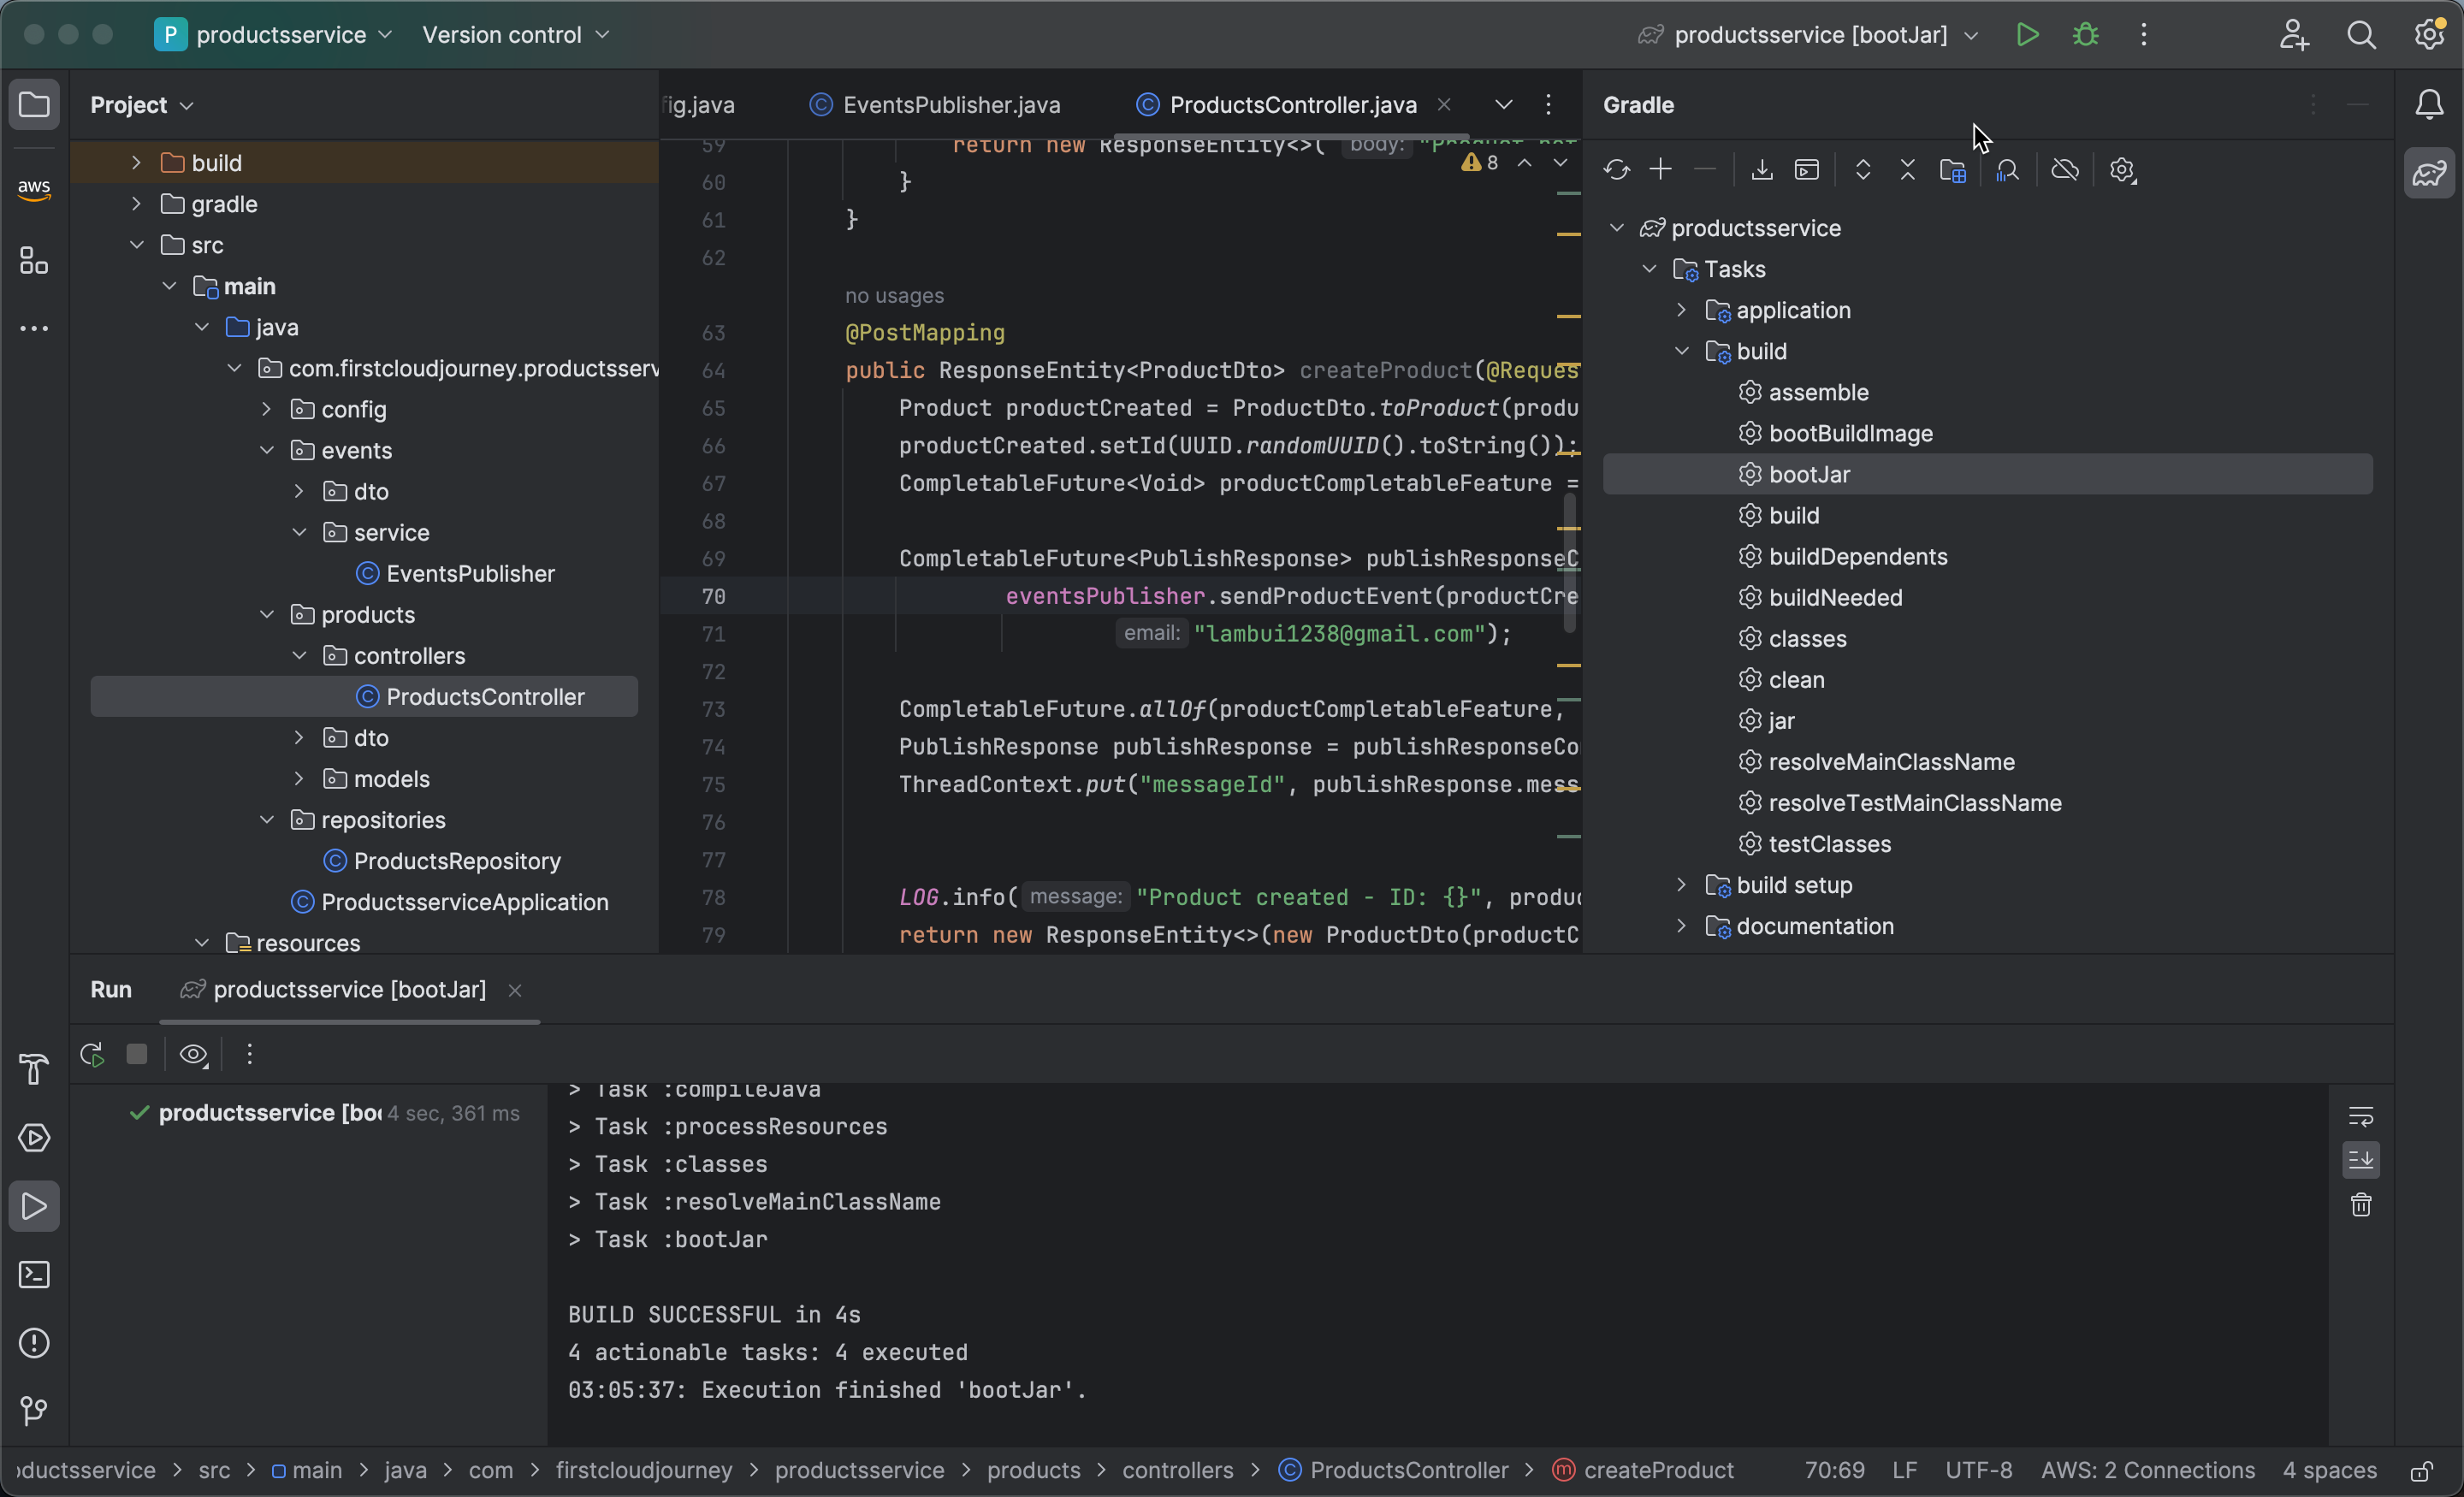 P productsservice
Version control
productsservice [bootJar]
Project
build
gradle
src
main
java
com.firstcloudjourney.productsserv
config
events
dto
service
EventsPublisher
products
controllers
ProductsController
dto
models
repositories
ProductsRepository
ProductsserviceApplication
resources
aws
fig.java
EventsPublisher.java
ProductsController.java
8
59 return new ResponseEntity<>( body: "Product not
60 }
61 }
62
no usages
63 @PostMapping
64 public ResponseEntity<ProductDto> createProduct(@Reques
65 Product productCreated = ProductDto.toProduct(produ
66 productCreated.setId(UUID.randomUUID().toString());
67 CompletableFuture<Void> productCompletableFeature =
68
69 CompletableFuture<PublishResponse> publishResponseC
70 eventsPublisher.sendProductEvent(productCre
71 email: "lambui1238@gmail.com");
72
73 CompletableFuture.allOf(productCompletableFeature,
74 PublishResponse publishResponse = publishResponseCo
75 ThreadContext.put("messageId", publishResponse.mess
76
77
78 LOG.info( message: "Product created - ID: {}", produc
79 return new ResponseEntity<>(new ProductDto(productC
Gradle
productsservice
Tasks
application
build
assemble
bootBuildImage
bootJar
build
buildDependents
buildNeeded
classes
clean
jar
resolveMainClassName
resolveTestMainClassName
testClasses
build setup
documentation
Run
productsservice [bootJar]
productsservice [boo 4 sec, 361 ms
> Task :compileJava
> Task :processResources
> Task :classes
> Task :resolveMainClassName
> Task :bootJar
BUILD SUCCESSFUL in 4s
4 actionable tasks: 4 executed
03:05:37: Execution finished 'bootJar'.
oductsservice > src > main > java > com > firstcloudjourney > productsservice > products > controllers > ProductsController > createProduct
70:69 LF UTF-8 AWS: 2 Connections 4 spaces